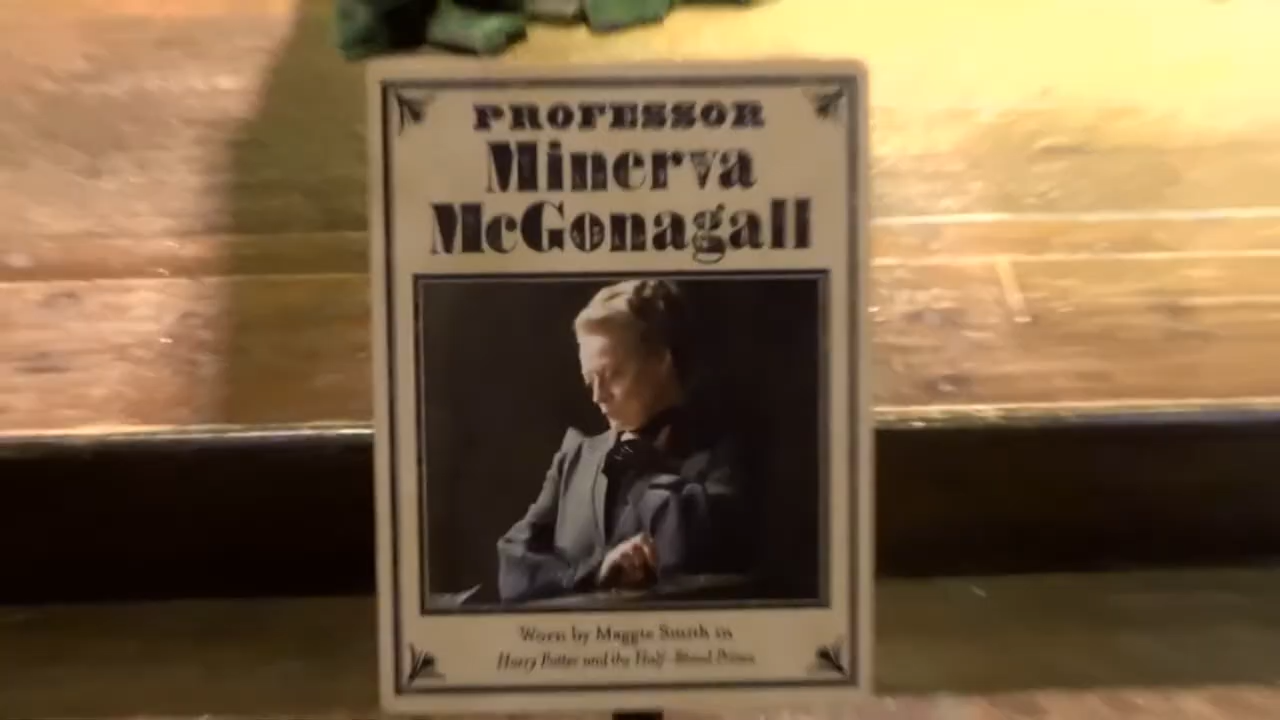 PROFESSOR
Minerva
McGonagall
Worn by Maggie Smith in
Harry Potter and the Half-Blood Prince